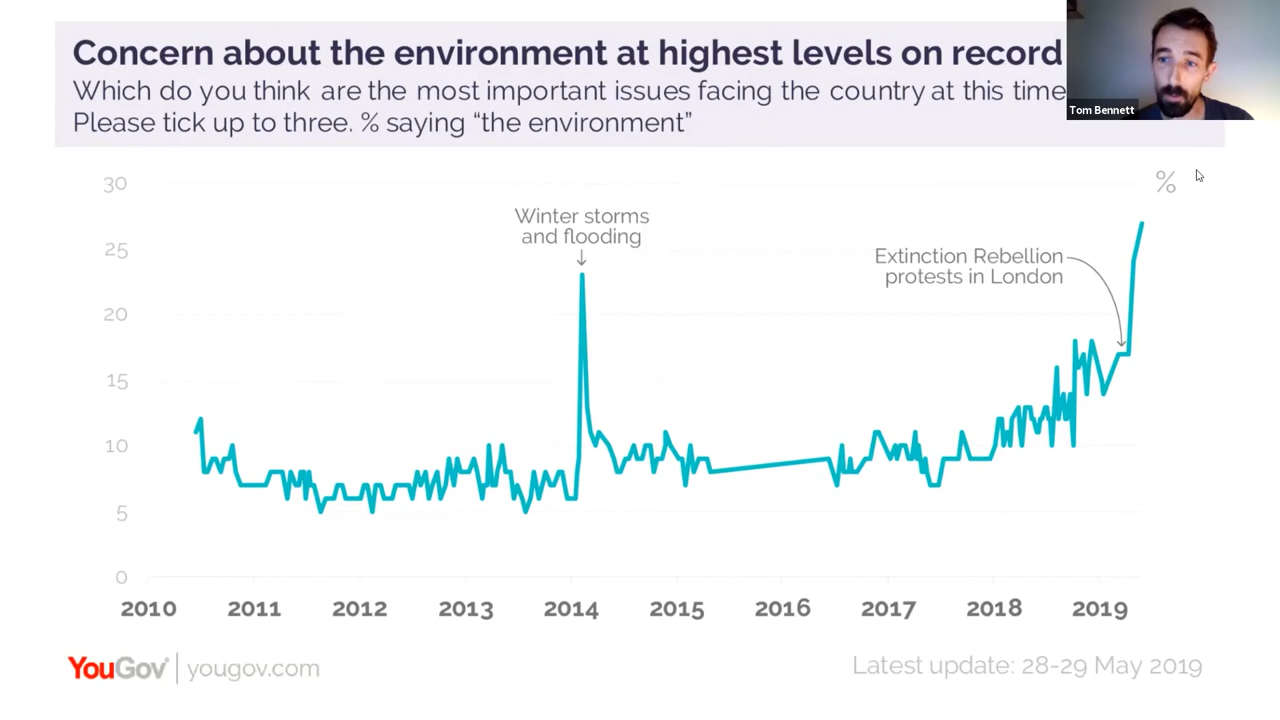 Concern about the environment at highest levels on record
Which do you think are the most important issues facing the country at this time
Please tick up to three. % saying “the environment”
Tom Bennett
30
%
Winter storms
and flooding
25
Extinction Rebellion
protests in London
20
15
10
5
0
2010 2011 2012 2013 2014 2015 2016 2017 2018 2019
YouGov | yougov.com
Latest update: 28-29 May 2019